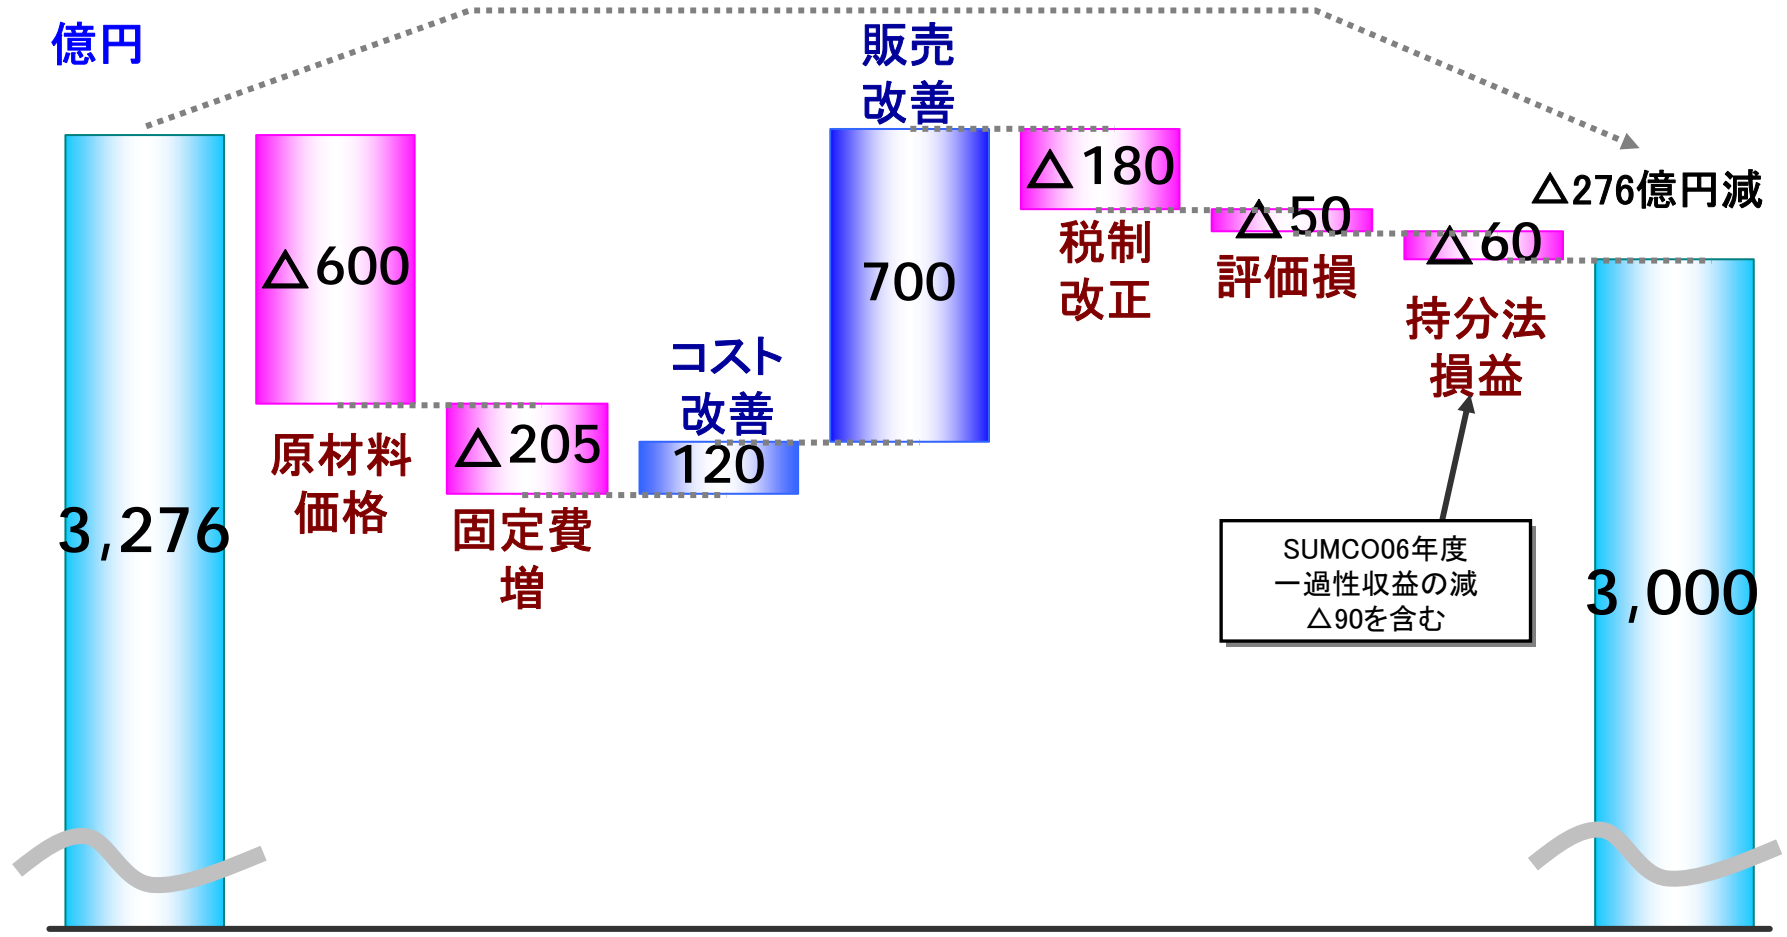 億円
3,276
△600
原材料
価格
△205
固定費
増
コスト
改善
120
販売
改善
700
△180
税制
改正
△50
評価損
△60
持分法
損益
SUMCO06年度
一過性収益の減
△90を含む
△276億円減
3,000